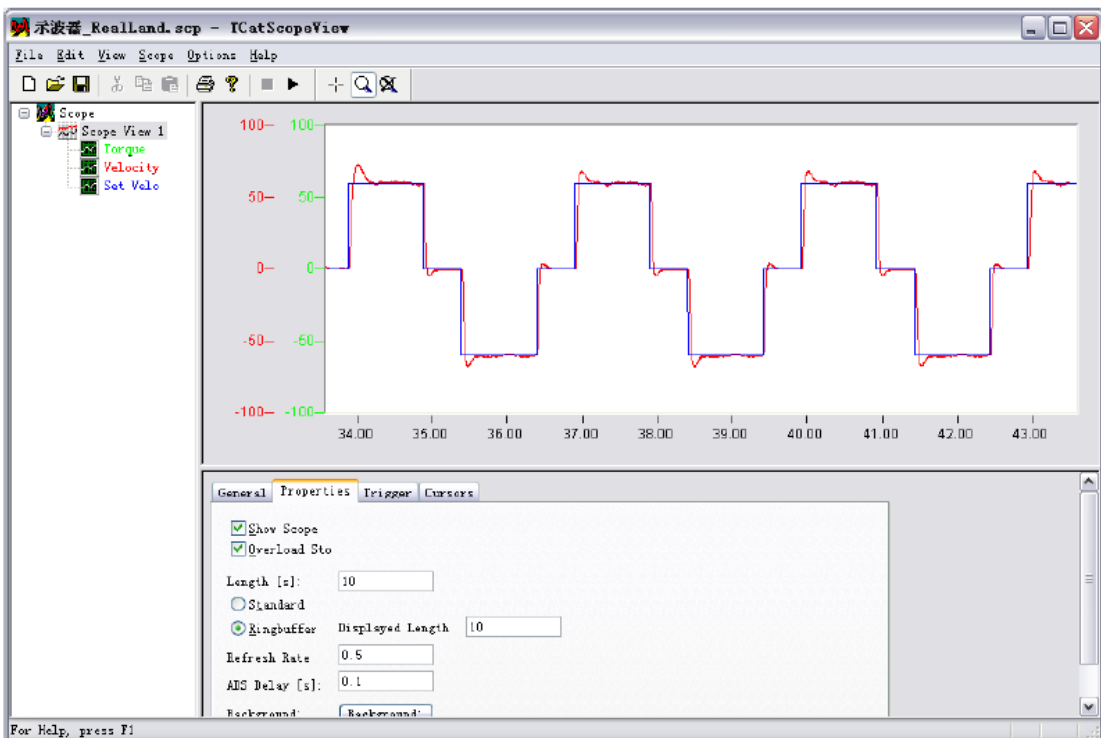 示波器_RealLand.scp - TCatScopeView
File Edit View Scope Options Help
Scope
Scope View 1
Torque
Velocity
Set Velo
100 100
50 50
0 0
-50 -50
-100 -100
34.00 35.00 36.00 37.00 38.00 39.00 40.00 41.00 42.00 43.00
General Properties Trigger Cursors
Show Scope
Overload Sto
Length [s]: 10
Standard
Ringbuffer Displayed Length 10
Refresh Rate 0.5
ADS Delay [s]: 0.1
Background: Background:
For Help, press F1